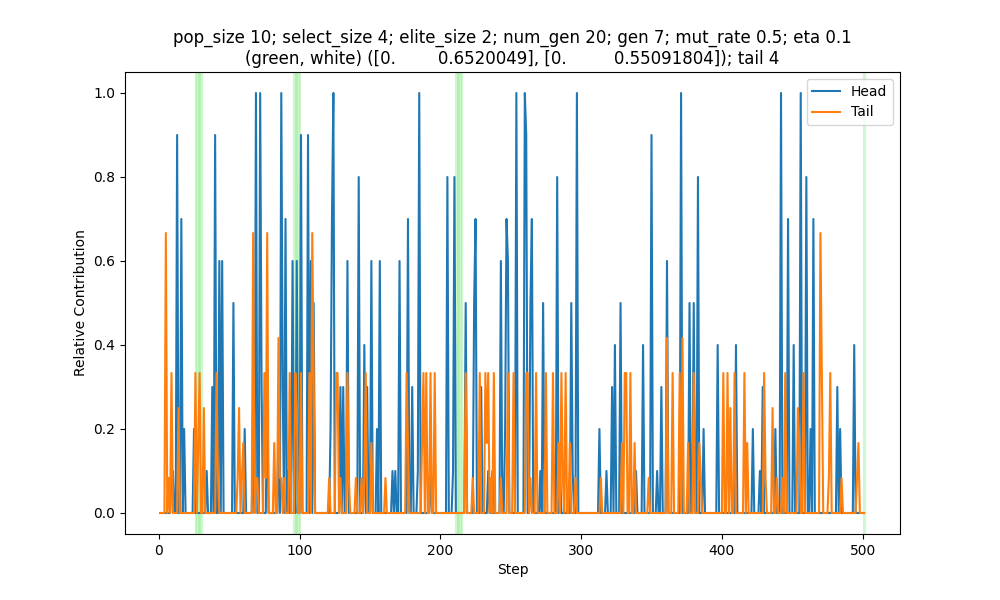 pop_size 10; select_size 4; elite_size 2; num_gen 20; gen 7; mut_rate 0.5; eta 0.1
(green, white) ([0. 0.6520049], [0. 0.55091804]); tail 4
Head
Tail
1.0
0.8
0.6
0.4
0.2
0.0
Relative Contribution
0 100 200 300 400 500
Step